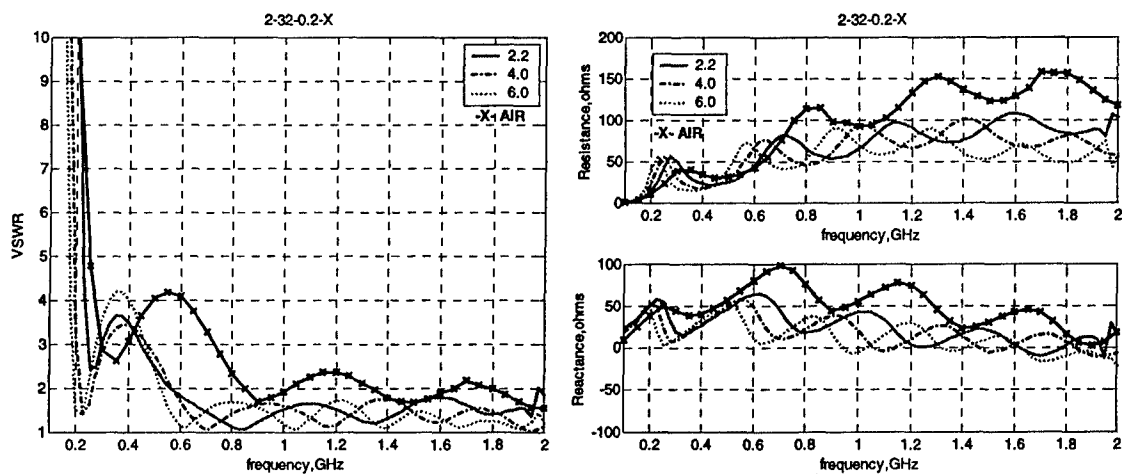 2-32-0.2-X
10
9
8
7
6
5
4
3
2
1
VSWR
2.2
4.0
6.0
-X- AIR
0.2 0.4 0.6 0.8 1 1.2 1.4 1.6 1.8 2
frequency,GHz
2-32-0.2-X
200
150
100
50
0
Resistance,ohms
2.2
4.0
6.0
-X- AIR
0.2 0.4 0.6 0.8 1 1.2 1.4 1.6 1.8 2
frequency,GHz
100
50
0
-50
-100
Reactance,ohms
0.2 0.4 0.6 0.8 1 1.2 1.4 1.6 1.8 2
frequency,GHz